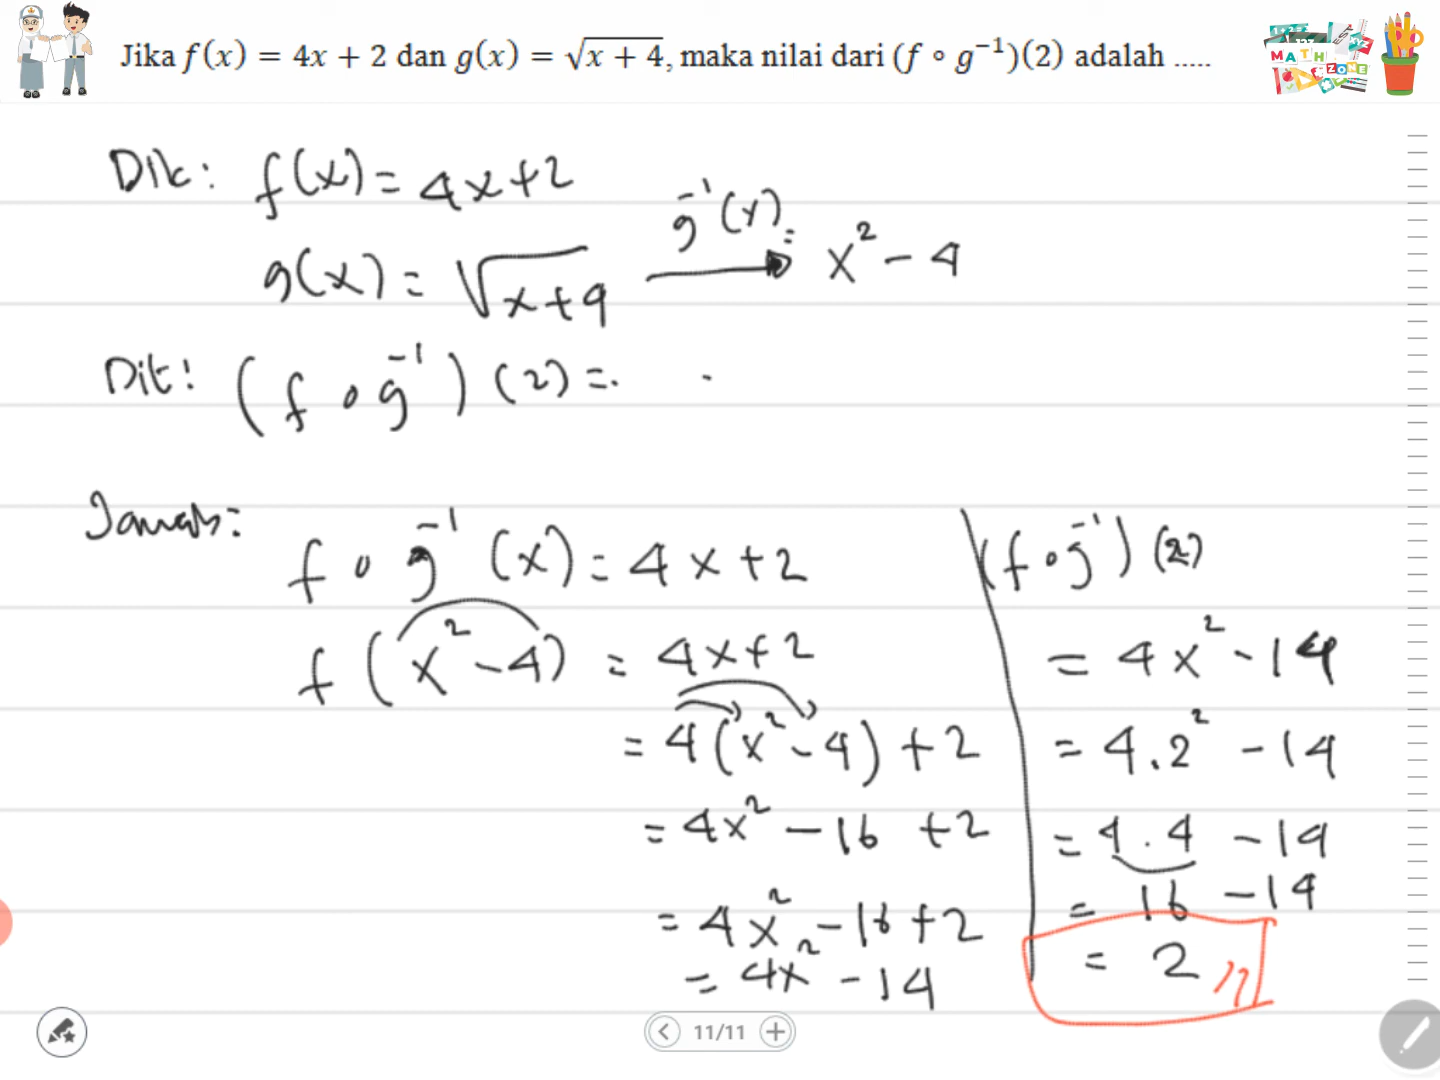 Jika f(x) = 4x + 2 dan g(x) = √(x + 4), maka nilai dari (f ∘ g⁻¹)(2) adalah .....
MATH
ZONE
Dik: f(x) = 4x+2
g(x) = √(x+4) g⁻¹(x) = → x² - 4
Dit: (f ∘ g⁻¹)(2) = . .
Jawab:
f ∘ g⁻¹(x) = 4x+2
f(x² - 4) = 4x+2
= 4(x² - 4) + 2
= 4x² - 16 + 2
= 4x² - 16 + 2
= 4x² - 14
(f ∘ g⁻¹)(2)
= 4x² - 14
= 4.2² - 14
= 4.4 - 14
= 16 - 14
= 2 //
11/11